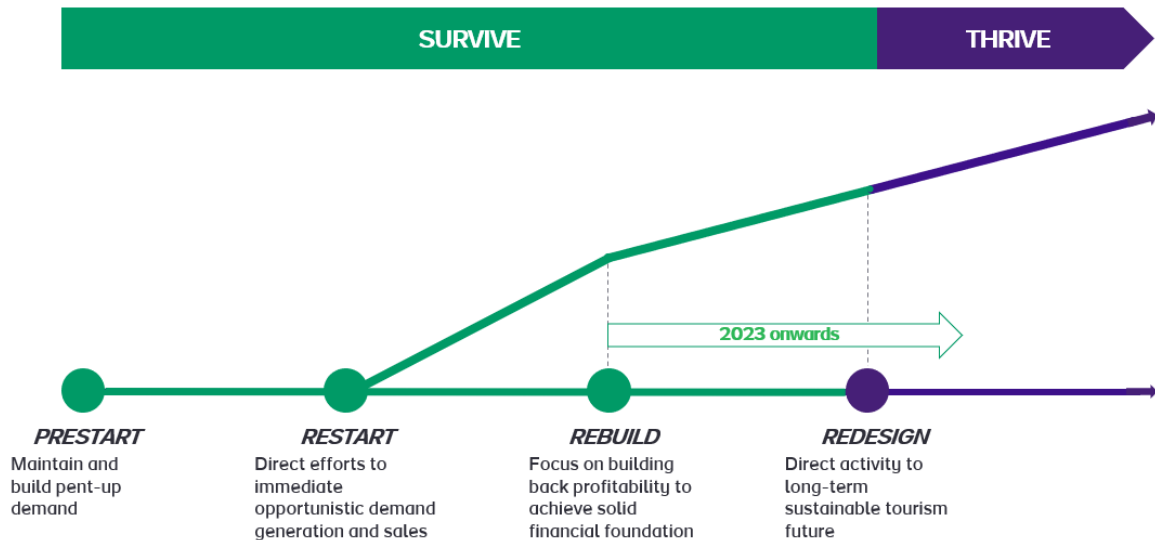 SURVIVE
THRIVE
2023 onwards
PRESTART
Maintain and
build pent-up
demand
RESTART
Direct efforts to
immediate
opportunistic demand
generation and sales
REBUILD
Focus on building
back profitability to
achieve solid
financial foundation
REDESIGN
Direct activity to
long-term
sustainable tourism
future